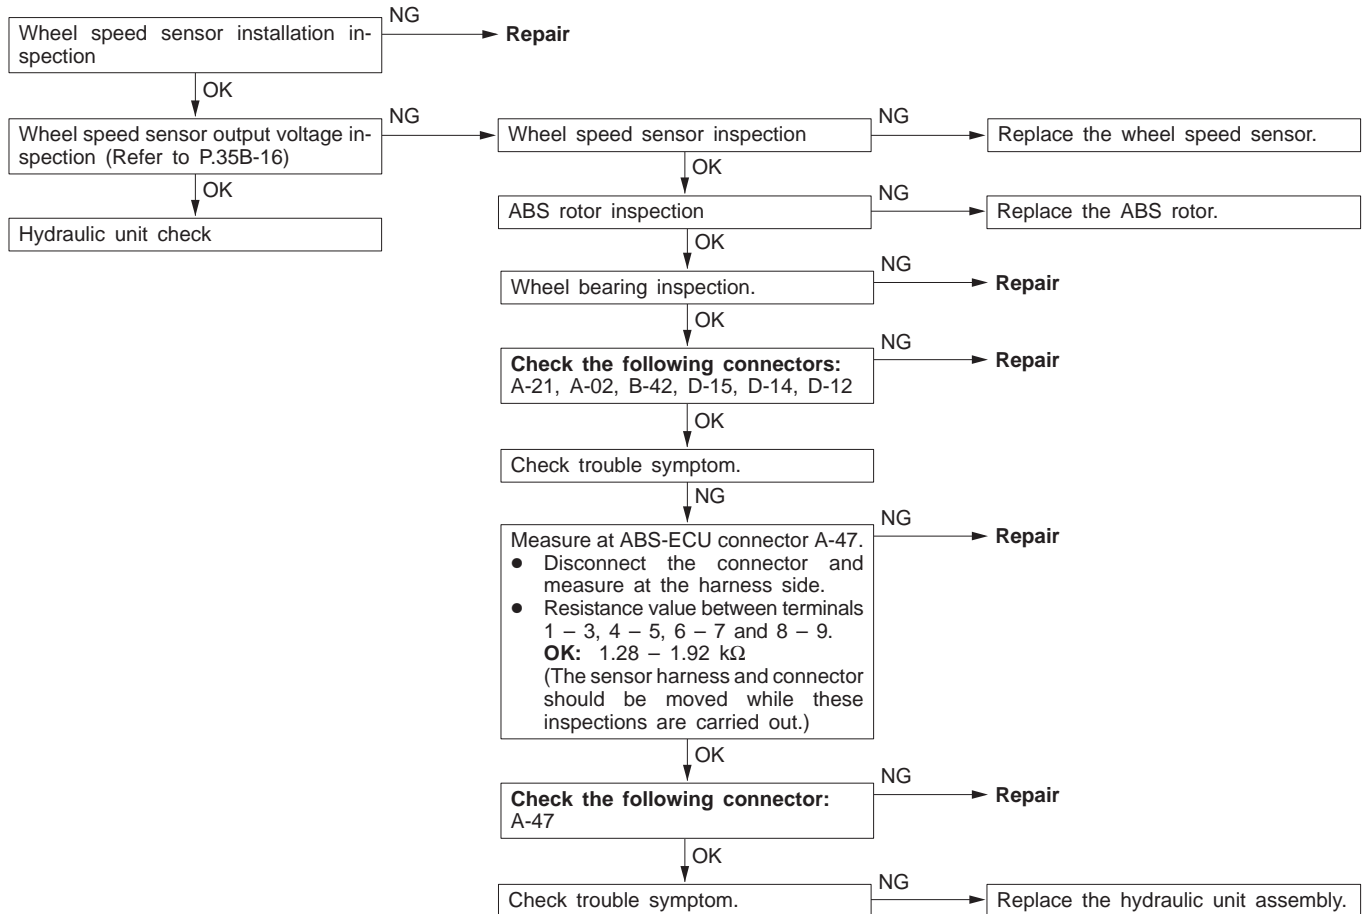 NG
Wheel speed sensor installation in-
spection
Repair
OK
NG
Wheel speed sensor output voltage in-
spection (Refer to P.35B-16)
Wheel speed sensor inspection
NG
Replace the wheel speed sensor.
OK
OK
Hydraulic unit check
ABS rotor inspection
NG
Replace the ABS rotor.
OK
Wheel bearing inspection.
NG
Repair
OK
Check the following connectors:
A-21, A-02, B-42, D-15, D-14, D-12
NG
Repair
OK
Check trouble symptom.
NG
Measure at ABS-ECU connector A-47.
● Disconnect the connector and
measure at the harness side.
● Resistance value between terminals
1 – 3, 4 – 5, 6 – 7 and 8 – 9.
OK: 1.28 – 1.92 kΩ
(The sensor harness and connector
should be moved while these
inspections are carried out.)
NG
Repair
OK
Check the following connector:
A-47
NG
Repair
OK
Check trouble symptom.
NG
Replace the hydraulic unit assembly.